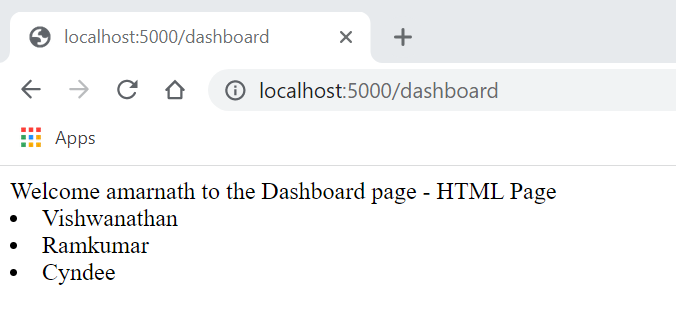 localhost:5000/dashboard
localhost:5000/dashboard
Apps
Welcome amarnath to the Dashboard page - HTML Page
• Vishwanathan
• Ramkumar
• Cyndee